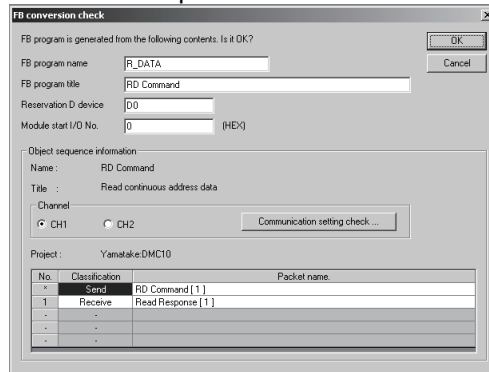 FB conversion check
FB program is generated from the following contents. Is it OK?
OK
FB program name R_DATA
Cancel
FB program title RD Command
Reservation D device D0
Module start I/O No. 0 (HEX)
Object sequence information
Name : RD Command
Title : Read continuous address data
Channel
CH1 CH2 Communication setting check ...
Project : Yamatake:DMC10
No. Classification Packet name.
* Send RD Command [ 1 ]
1 Receive Read Response [ 1 ]
- -
- -
- -